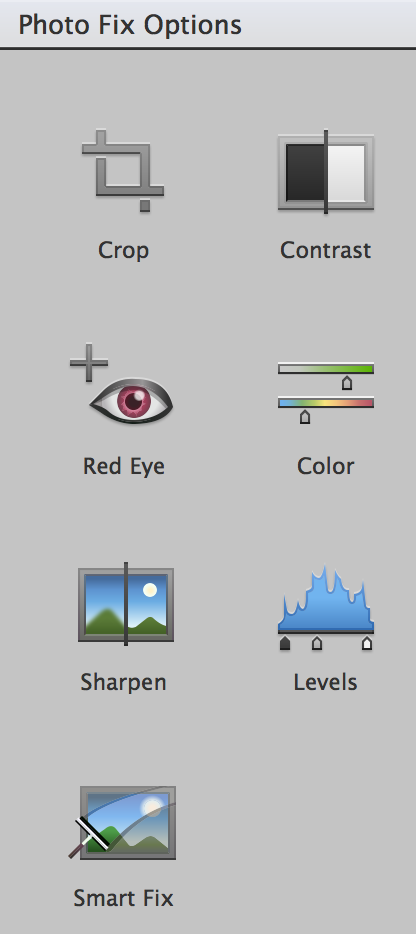 Photo Fix Options
Crop
Contrast
Red Eye
Color
Sharpen
Levels
Smart Fix